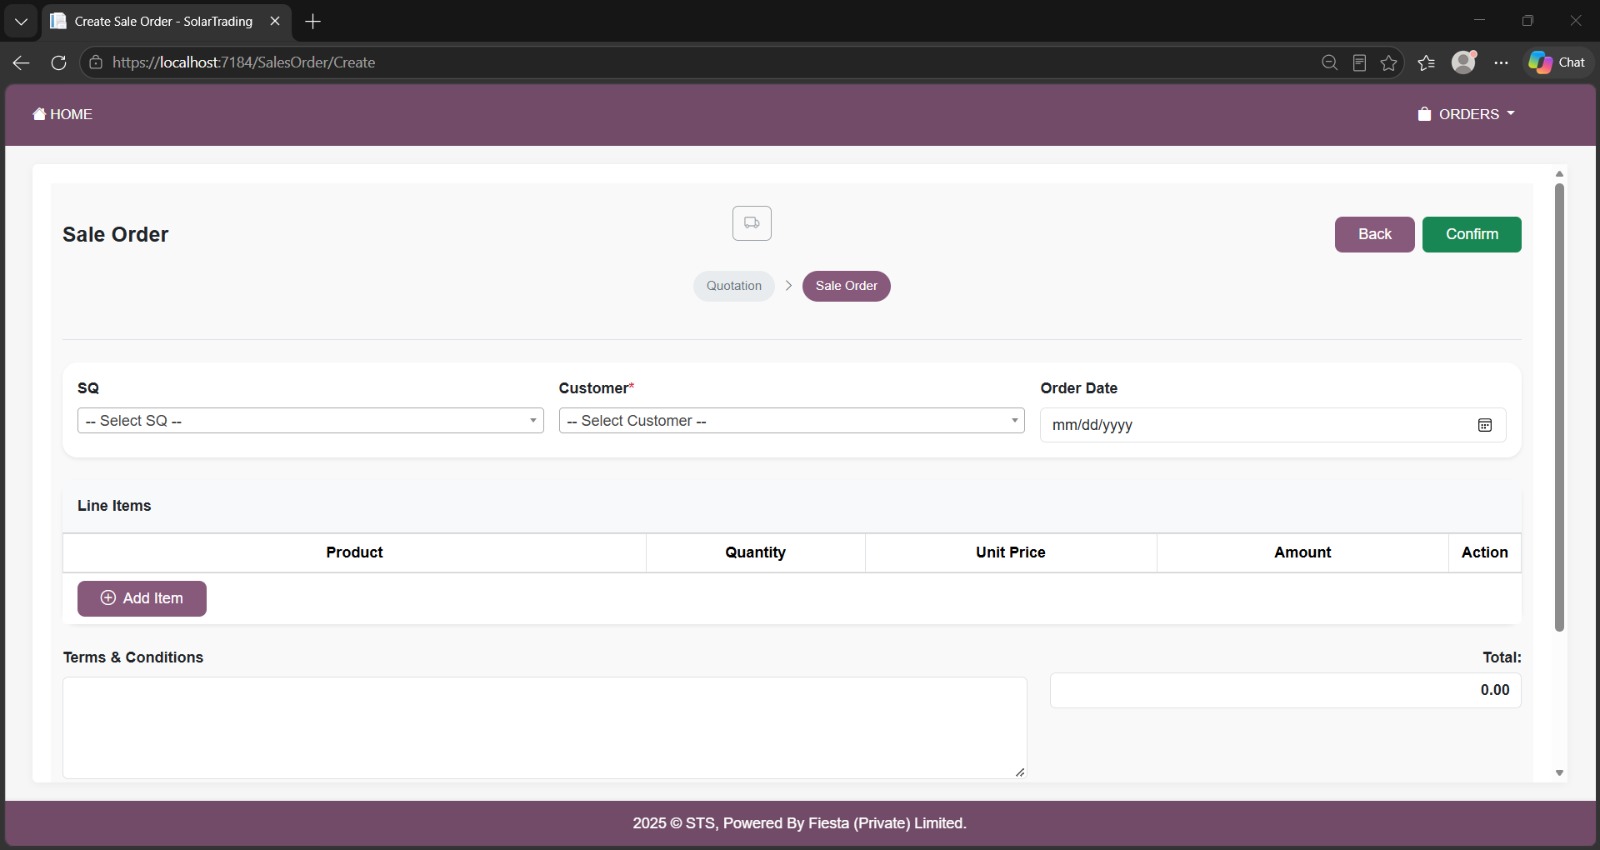 Create Sale Order - SolarTrading
https://localhost:7184/SalesOrder/Create
Chat
HOME
ORDERS
Sale Order
Back
Confirm
Quotation > Sale Order
SQ
Customer*
Order Date
-- Select SQ --
-- Select Customer --
mm/dd/yyyy
Line Items
Product
Quantity
Unit Price
Amount
Action
Add Item
Terms & Conditions
Total:
0.00
2025 © STS, Powered By Fiesta (Private) Limited.